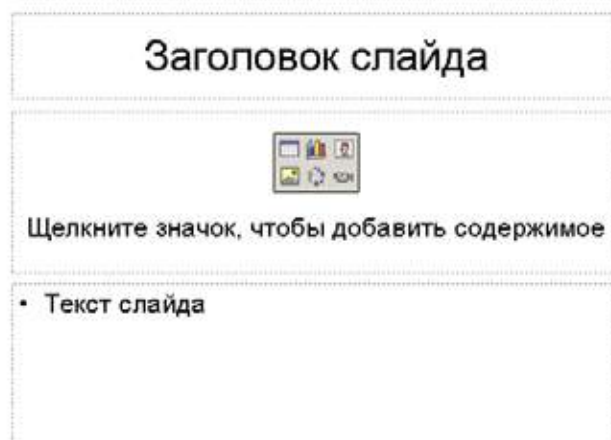 Заголовок слайда
Щелкните значок, чтобы добавить содержимое
• Текст слайда